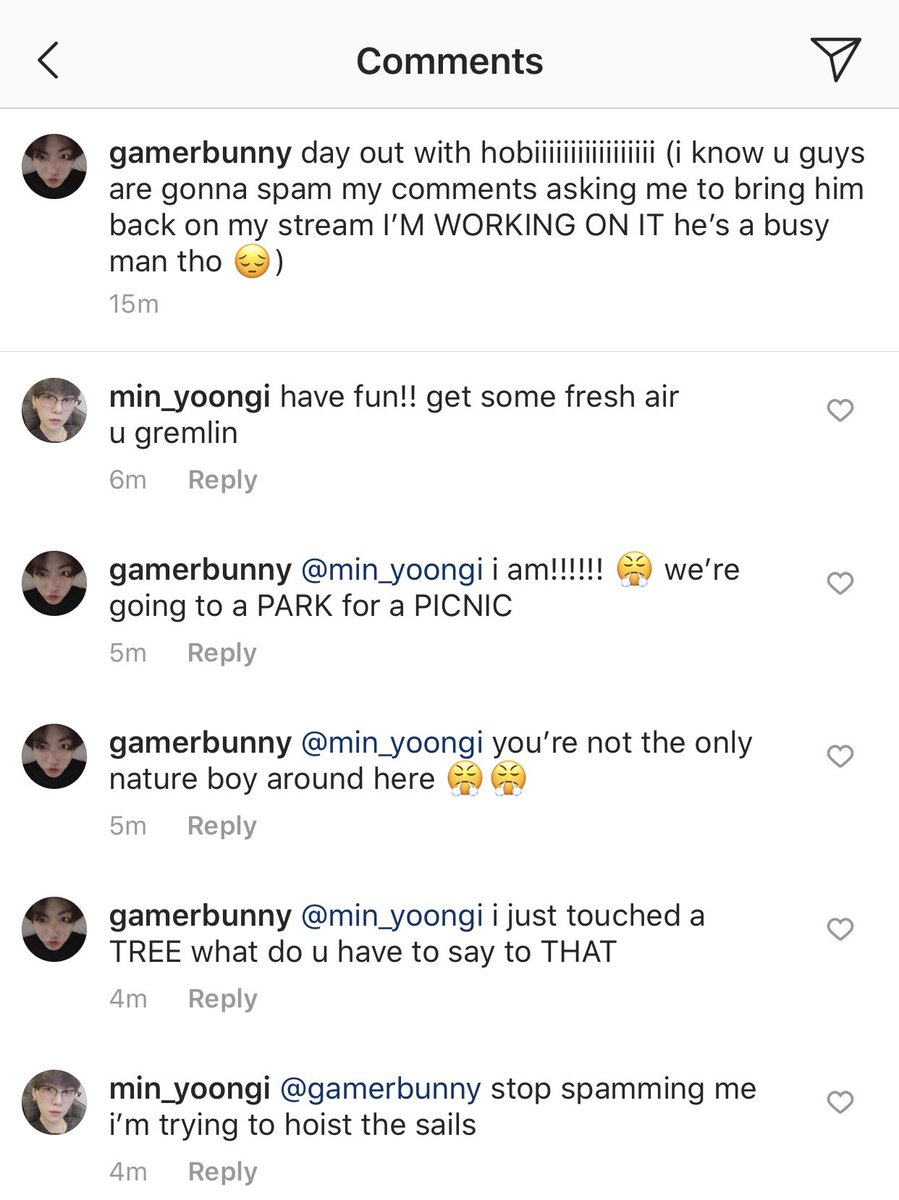 Comments
gamerbunny day out with hobiiiiiiiiiiiiiiiiii (i know u guys
are gonna spam my comments asking me to bring him
back on my stream I’M WORKING ON IT he’s a busy
man tho 😔)
15m
min_yoongi have fun!! get some fresh air
u gremlin
6m Reply
gamerbunny @min_yoongi i am!!!!!! 😤 we’re
going to a PARK for a PICNIC
5m Reply
gamerbunny @min_yoongi you’re not the only
nature boy around here 😤😤
5m Reply
gamerbunny @min_yoongi i just touched a
TREE what do u have to say to THAT
4m Reply
min_yoongi @gamerbunny stop spamming me
i’m trying to hoist the sails
4m Reply